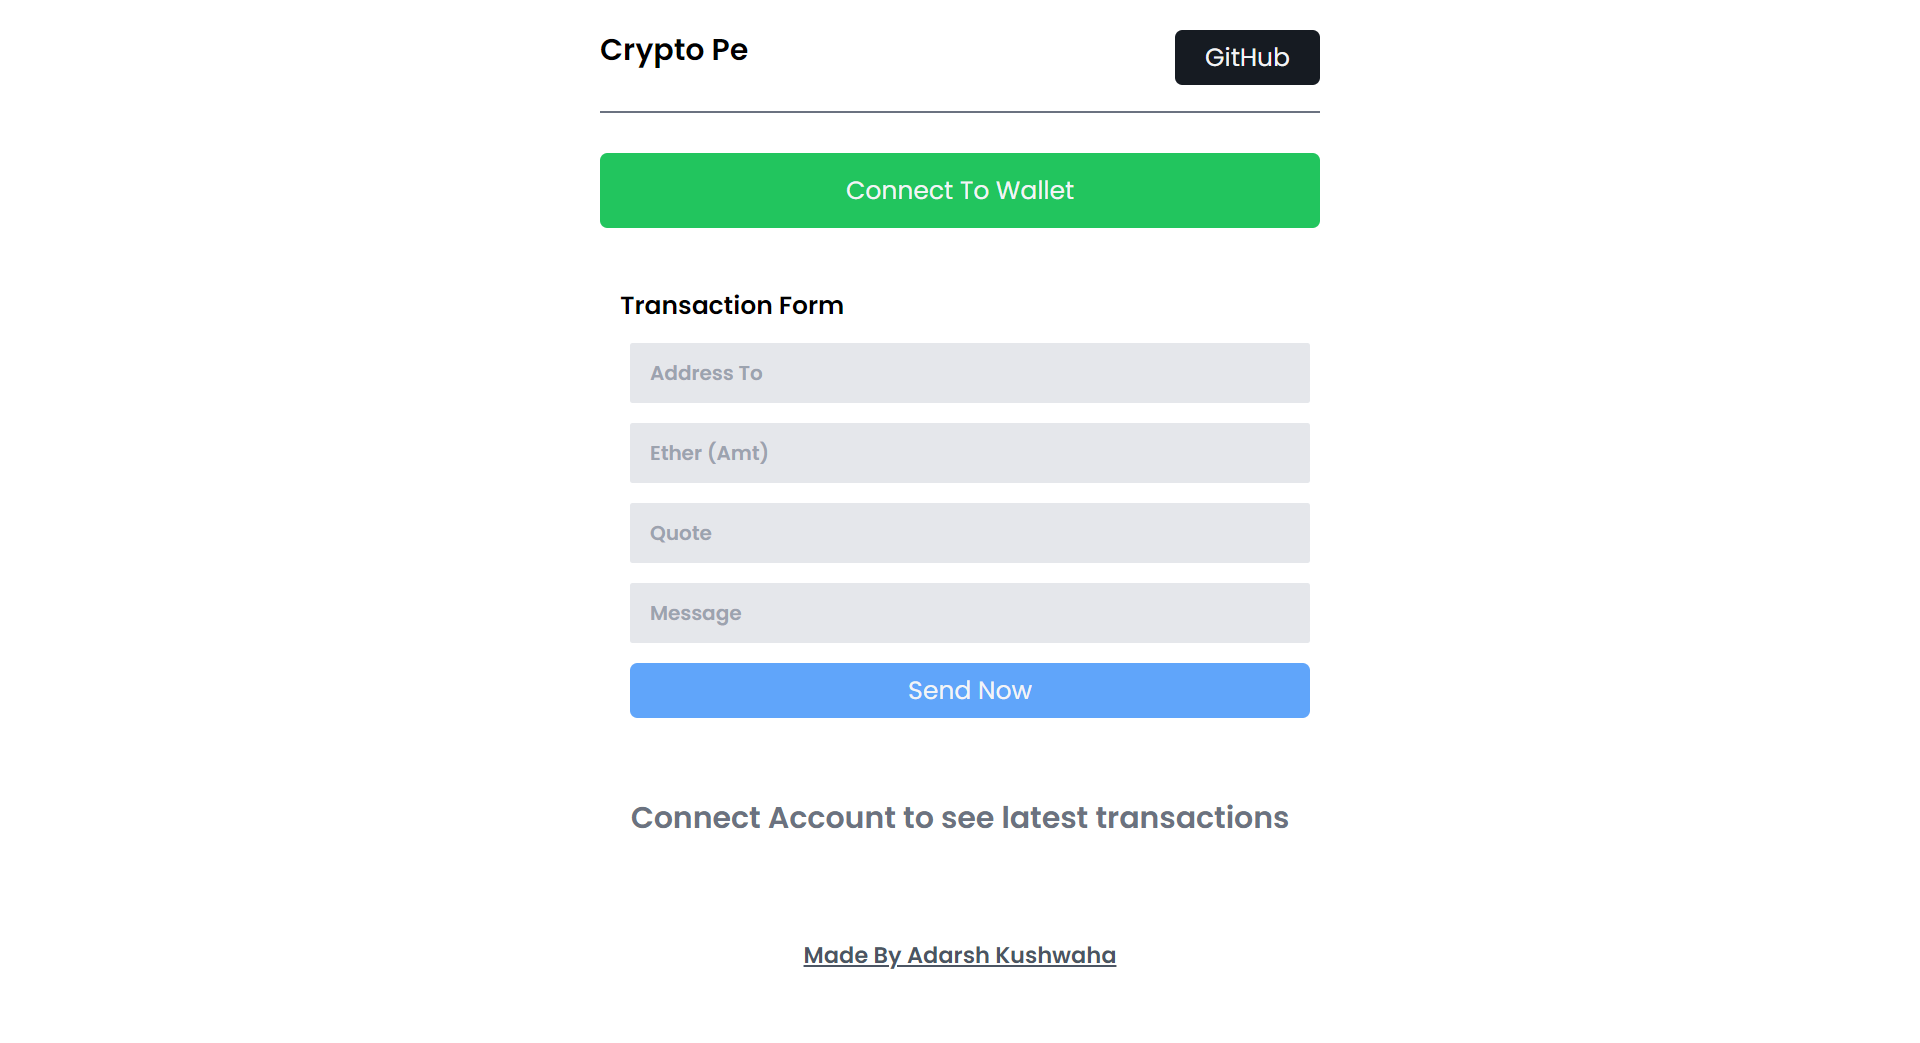 Crypto Pe
GitHub
Connect To Wallet
Transaction Form
Address To
Ether (Amt)
Quote
Message
Send Now
Connect Account to see latest transactions
Made By Adarsh Kushwaha